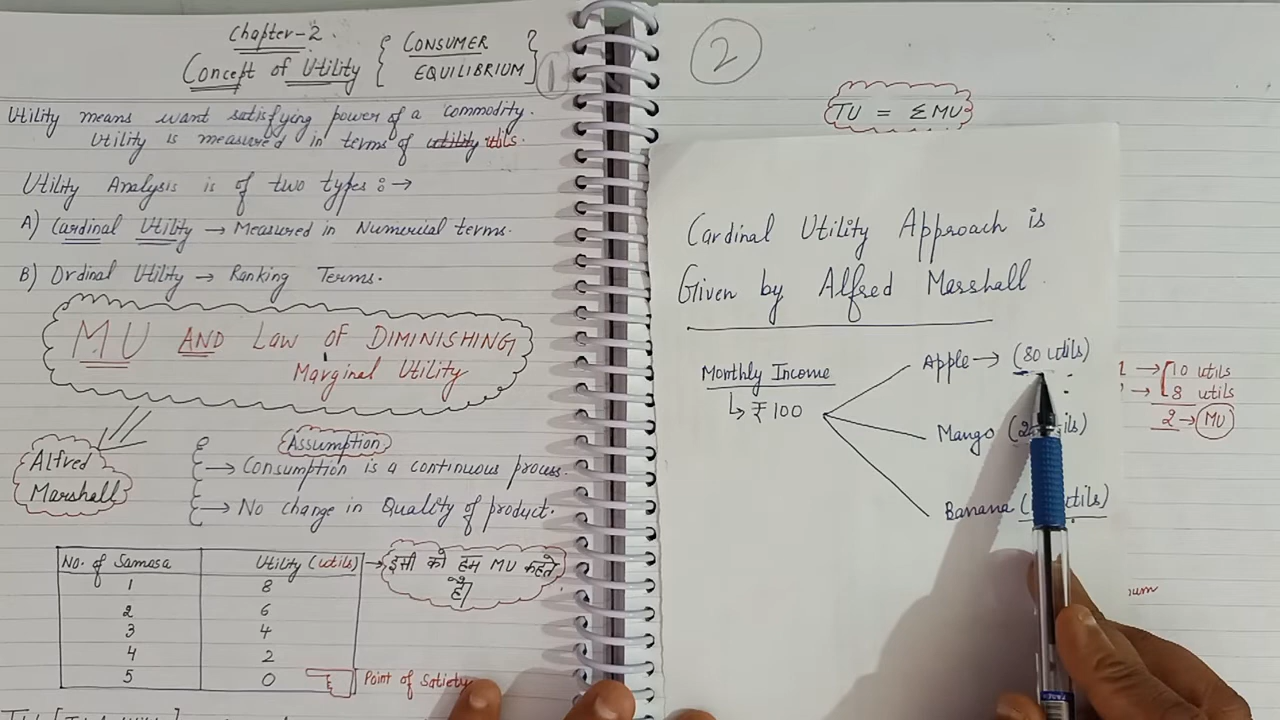 Chapter-2.
Concept of Utility { CONSUMER EQUILIBRIUM } 1
Utility means want satisfying power of a commodity.
Utility is measured in terms of utility utils.
Utility Analysis is of two types :→
A) Cardinal Utility → Measured in Numerical terms.
B) Ordinal Utility → Ranking Terms.
MU AND Law OF DIMINISHING
Marginal Utility
Alfred
Marshall
Assumption
→ Consumption is a continuous process.
→ No change in Quality of product.
No. of Samosa Utility (utils) → इसी को हम MU कहते है।
1 8
2 6
3 4
4 2
5 0 Point of Satiety
2
TU = ΣMU
Cardinal Utility Approach is
Given by Alfred Marshall.
Monthly Income
↳ ₹ 100
Apple → (80 utils)
Mango
Banana
→ 10 utils
→ 8 utils
2 → MU